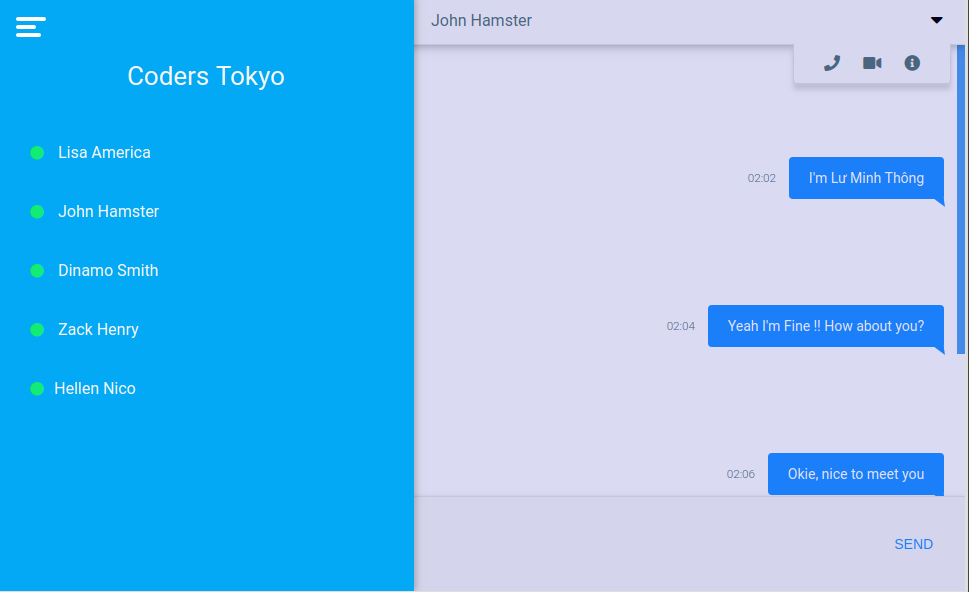 Coders Tokyo
Lisa America
John Hamster
Dinamo Smith
Zack Henry
Hellen Nico
John Hamster
02:02 I'm Lư Minh Thông
02:04 Yeah I'm Fine !! How about you?
02:06 Okie, nice to meet you
SEND